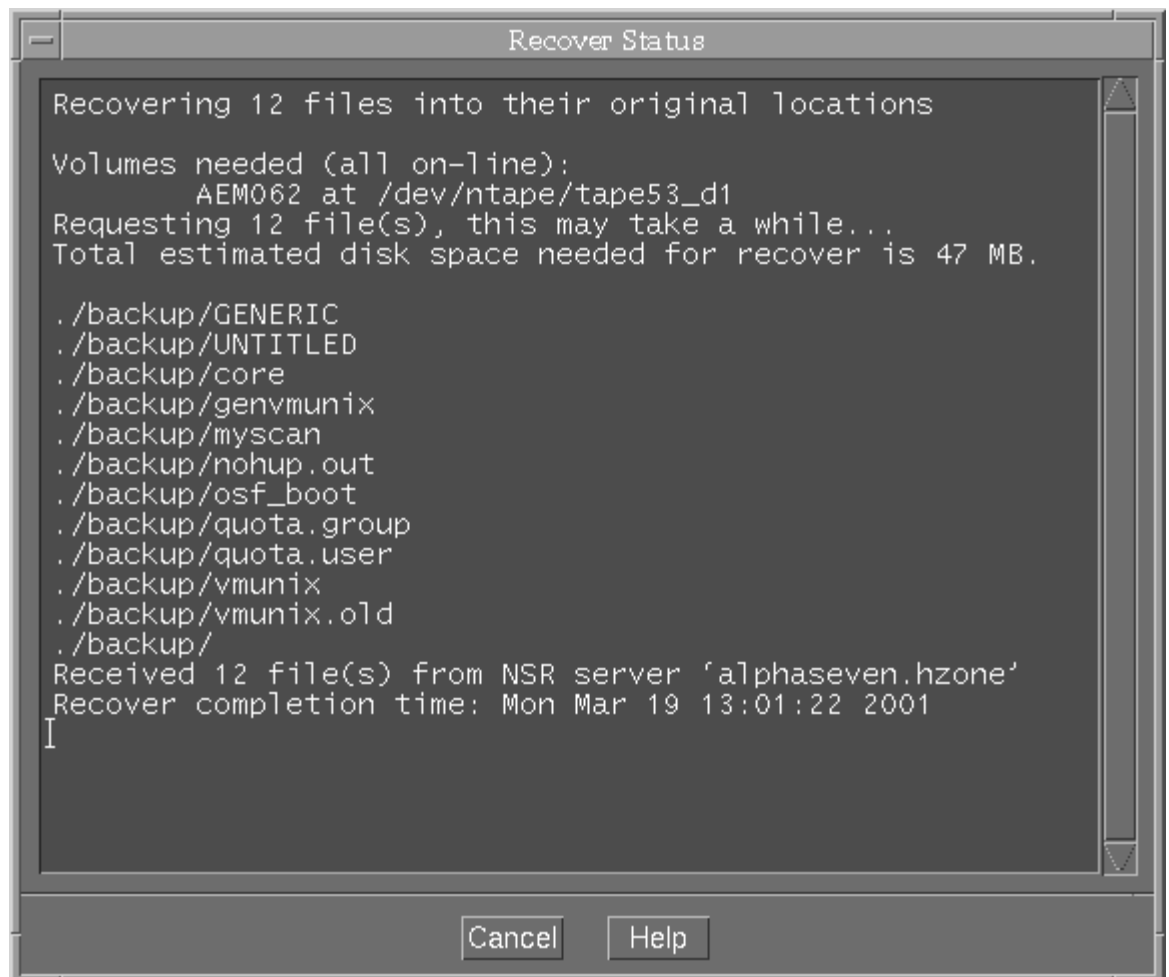 Recover Status
Recovering 12 files into their original locations
Volumes needed (all on-line):
AEM062 at /dev/ntape/tape53_d1
Requesting 12 file(s), this may take a while...
Total estimated disk space needed for recover is 47 MB.
./backup/GENERIC
./backup/UNTITLED
./backup/core
./backup/genvmunix
./backup/myscan
./backup/nohup.out
./backup/osf_boot
./backup/quota.group
./backup/quota.user
./backup/vmunix
./backup/vmunix.old
./backup/
Received 12 file(s) from NSR server ‘alphaseven.hzone’
Recover completion time: Mon Mar 19 13:01:22 2001
Cancel Help